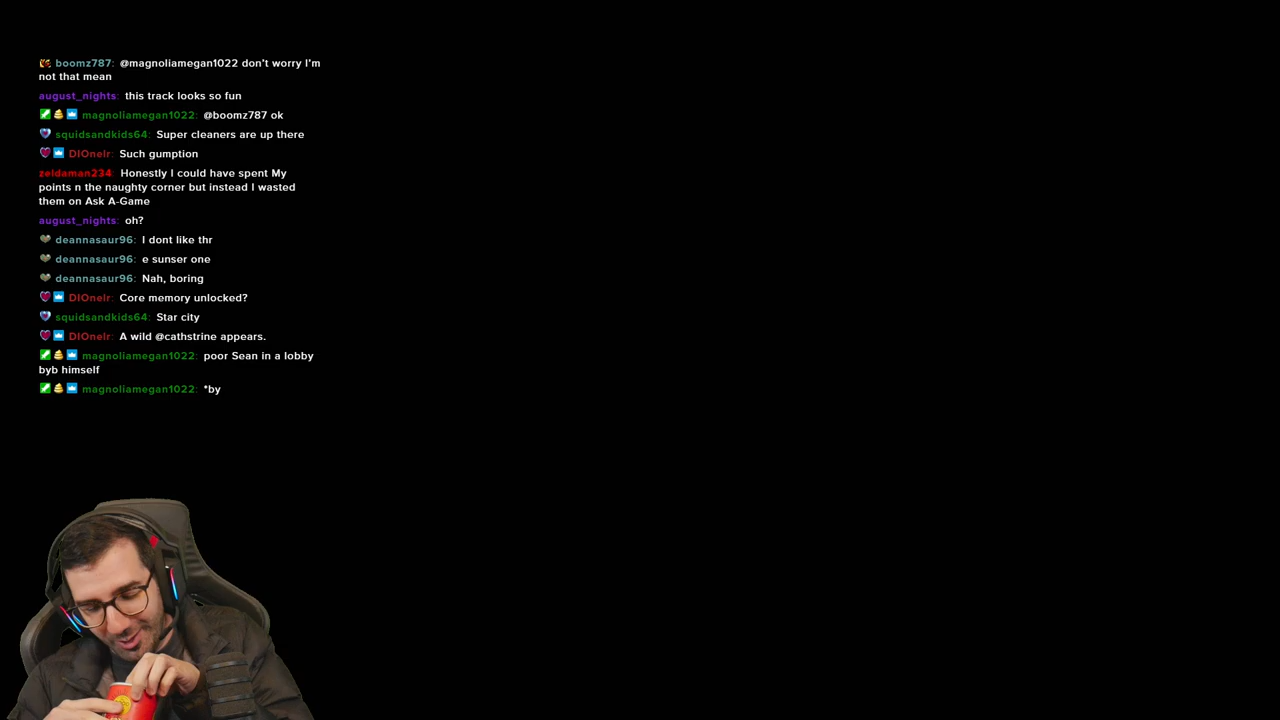 boomz787: @magnoliamegan1022 don't worry I'm
not that mean
august_nights: this track looks so fun
magnoliamegan1022: @boomz787 ok
squidsandkids64: Super cleaners are up there
DIOnelr: Such gumption
zeldaman234: Honestly I could have spent My
points n the naughty corner but instead I wasted
them on Ask A-Game
august_nights: oh?
deannasaur96: I dont like thr
deannasaur96: e sunser one
deannasaur96: Nah, boring
DIOnelr: Core memory unlocked?
squidsandkids64: Star city
DIOnelr: A wild @cathstrine appears.
magnoliamegan1022: poor Sean in a lobby
byb himself
magnoliamegan1022: *by